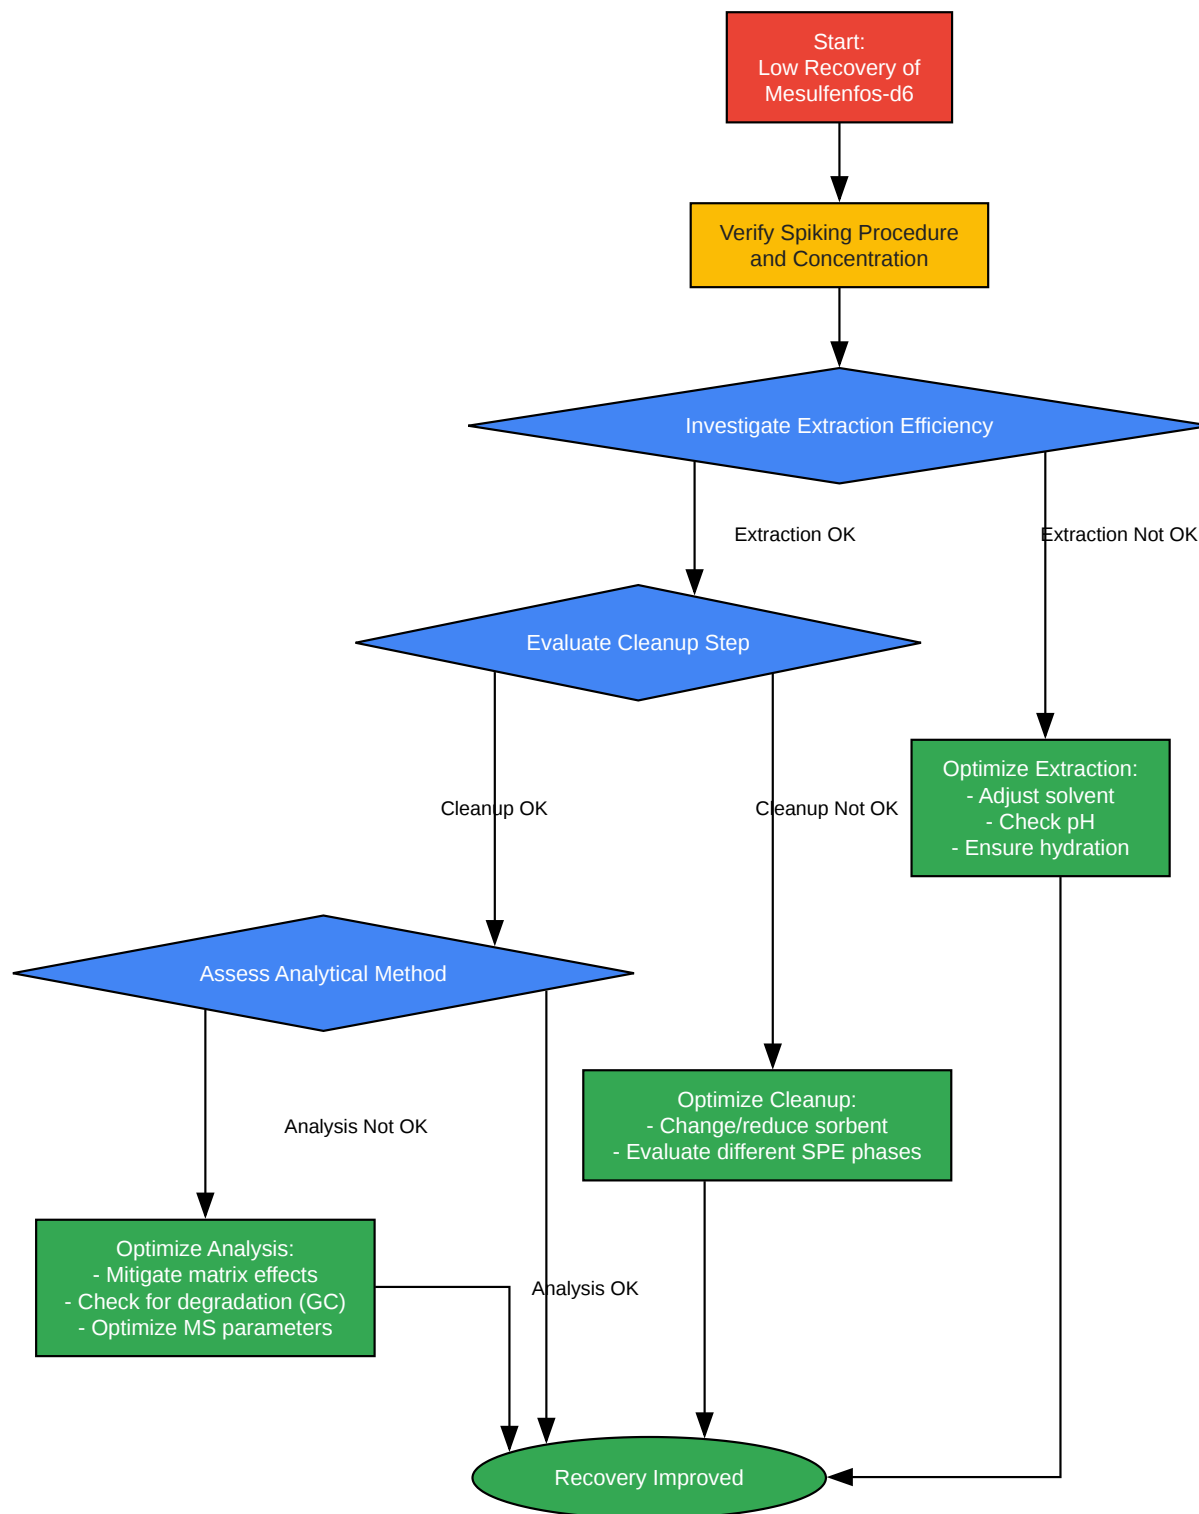 Start:
Low Recovery of
Mesulfenfos-d6
Verify Spiking Procedure
and Concentration
Investigate Extraction Efficiency
Extraction OK
Extraction Not OK
Evaluate Cleanup Step
Optimize Extraction:
- Adjust solvent
- Check pH
- Ensure hydration
Cleanup OK
Cleanup Not OK
Assess Analytical Method
Optimize Cleanup:
- Change/reduce sorbent
- Evaluate different SPE phases
Analysis Not OK
Optimize Analysis:
- Mitigate matrix effects
- Check for degradation (GC)
- Optimize MS parameters
Analysis OK
Recovery Improved